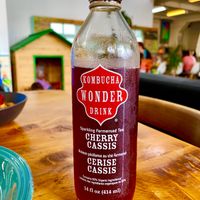 KOMBUCHA
WONDER
DRINK
Sparkling Fermented Tea
CHERRY
CASSIS
CERISE
CASSIS
14 fl oz (414 ml)